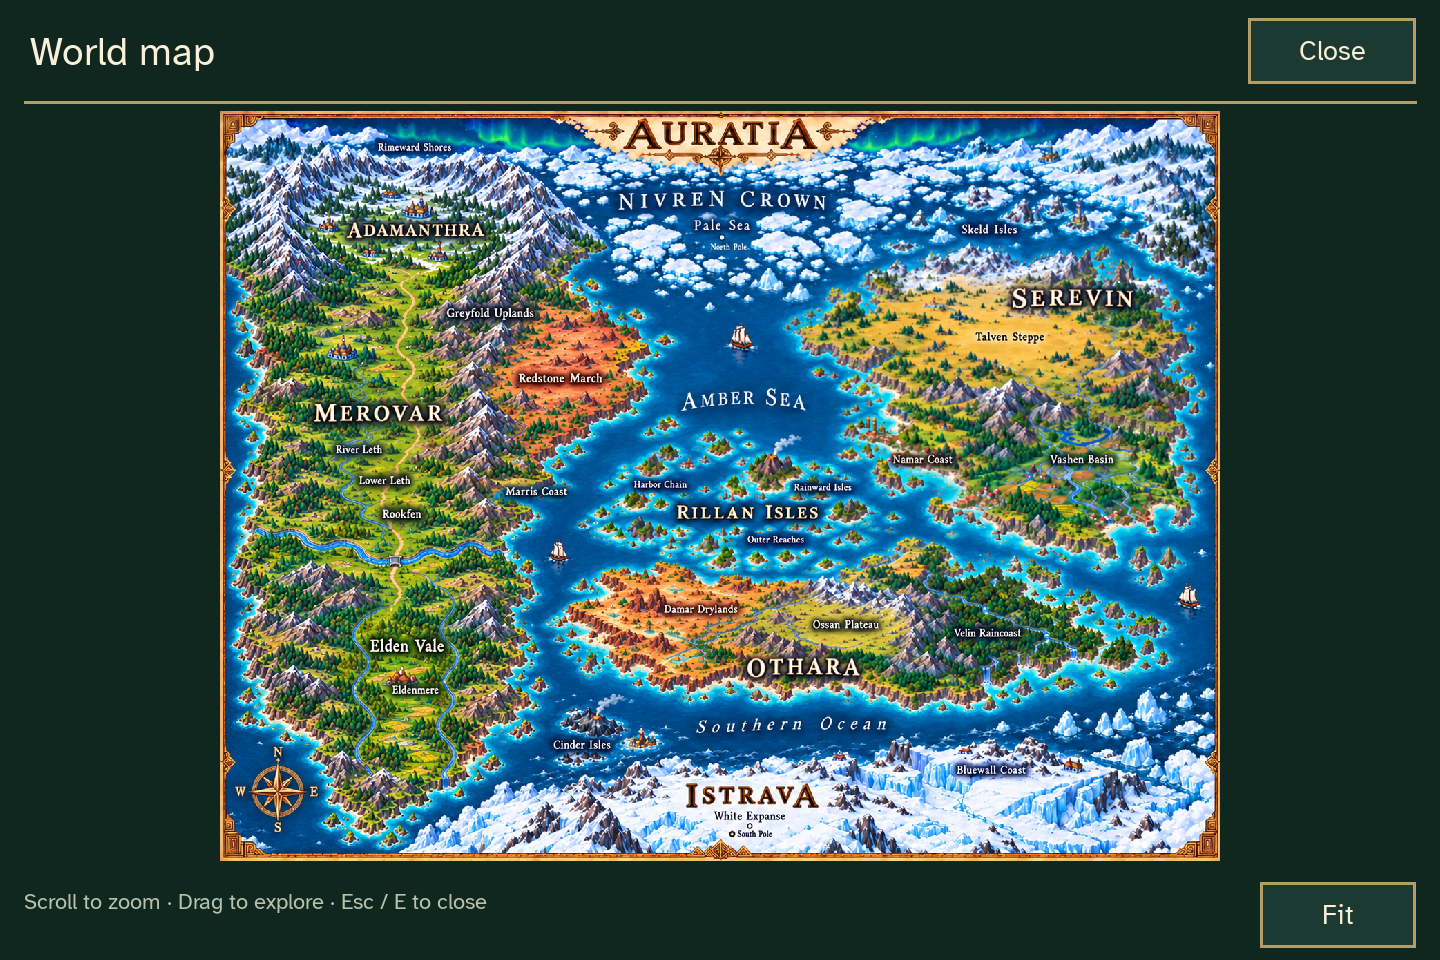 World map
Close
AURATIA
Rimeward Shores
NIVREN CROWN
Pale Sea
North Pole
ADAMANTHRA
Skeld Isles
SEREVIN
Greyfold Uplands
Talven Steppe
Redstone March
AMBER SEA
MEROVAR
River Leth
Namar Coast
Vashen Basin
Lower Leth
Harbor Chain
Rainward Isles
Marris Coast
Rookfen
RILLAN ISLES
Outer Reaches
Damar Drylands
Ossan Plateau
Velin Raincoast
Elden Vale
OTHARA
Eldenmere
Southern Ocean
Cinder Isles
N
W
E
S
Bluewall Coast
ISTRAVA
White Expanse
South Pole
Scroll to zoom · Drag to explore · Esc / E to close
Fit